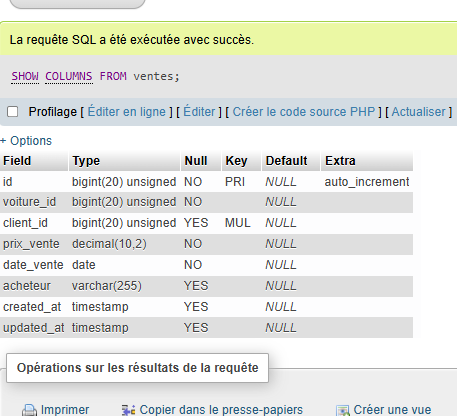 La requête SQL a été exécutée avec succès.
SHOW COLUMNS FROM ventes;
Profilage [ Éditer en ligne ] [ Éditer ] [ Créer le code source PHP ] [ Actualiser ]
+ Options
Field Type Null Key Default Extra
id bigint(20) unsigned NO PRI NULL auto_increment
voiture_id bigint(20) unsigned NO NULL
client_id bigint(20) unsigned YES MUL NULL
prix_vente decimal(10,2) NO NULL
date_vente date NO NULL
acheteur varchar(255) YES NULL
created_at timestamp YES NULL
updated_at timestamp YES NULL
Opérations sur les résultats de la requête
Imprimer Copier dans le presse-papiers Créer une vue